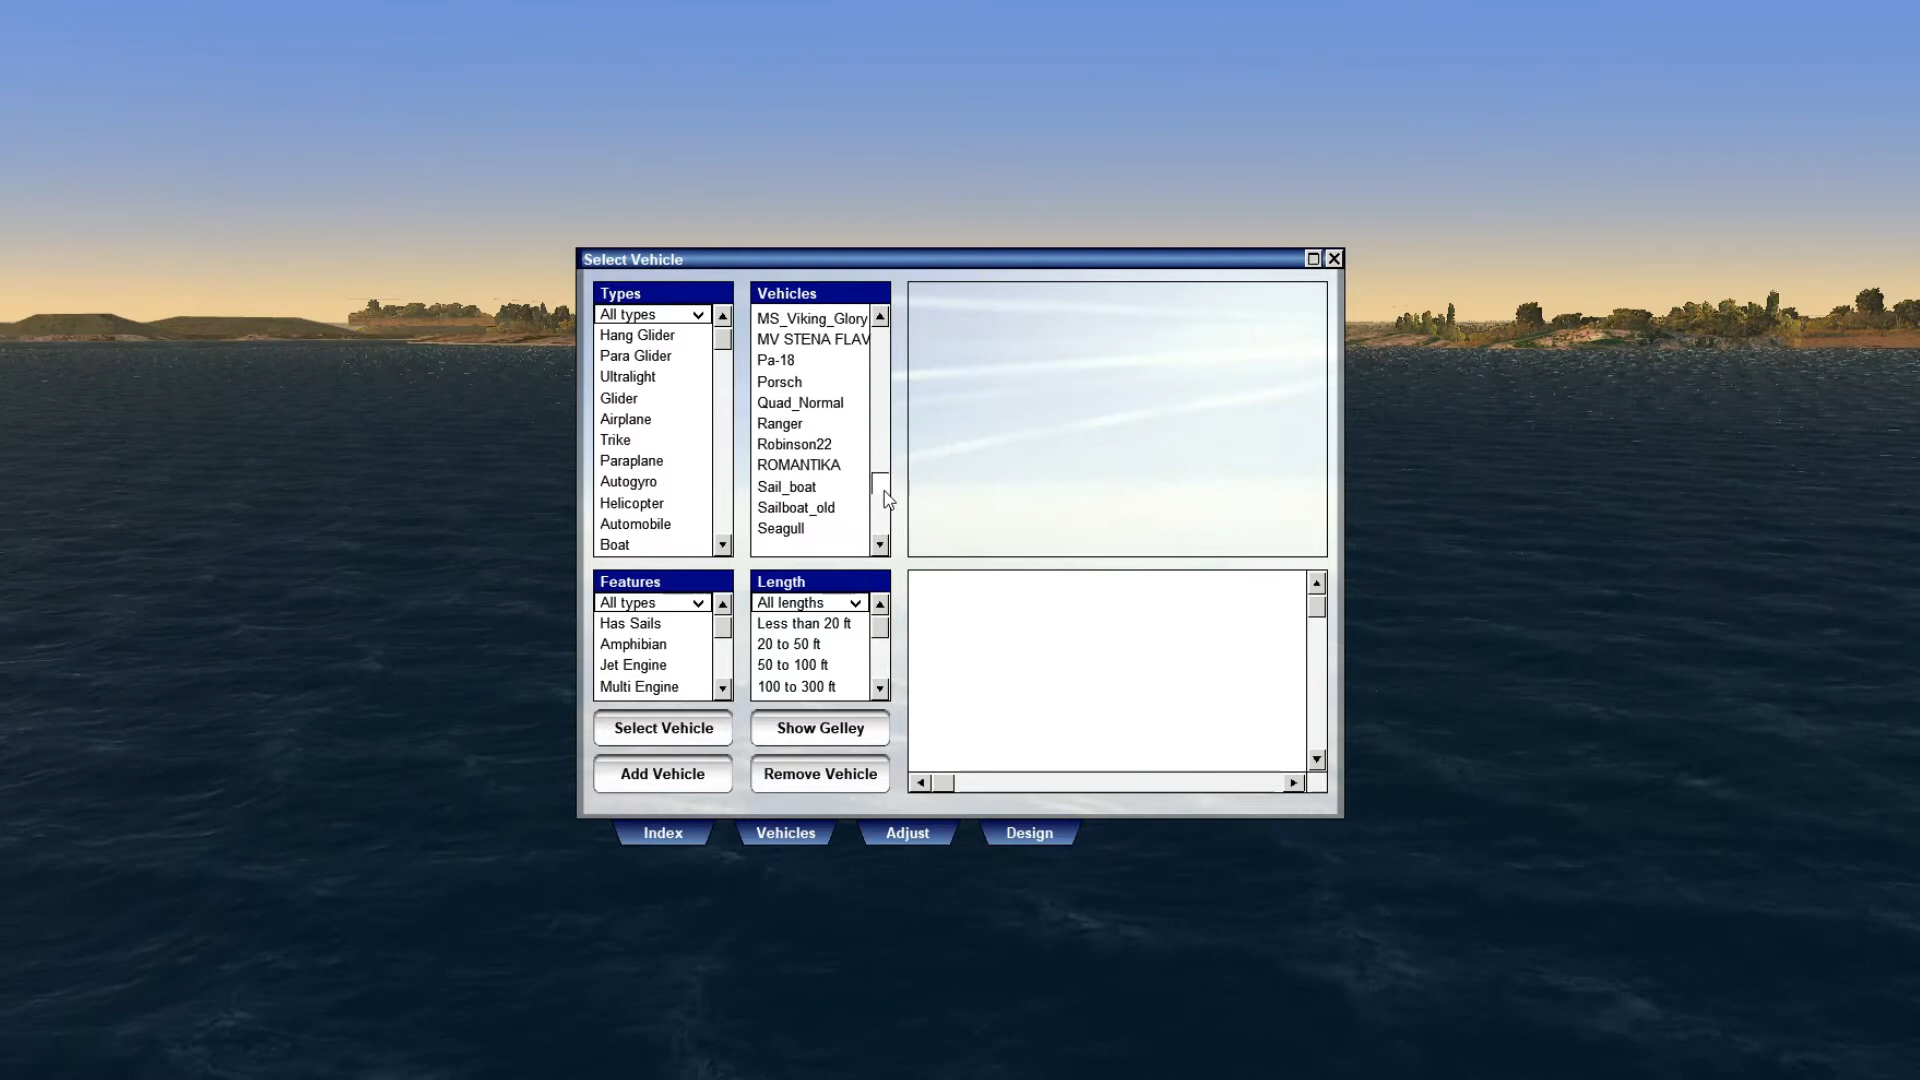 Select Vehicle
Types
All types
Hang Glider
Para Glider
Ultralight
Glider
Airplane
Trike
Paraplane
Autogyro
Helicopter
Automobile
Boat
Vehicles
MS_Viking_Glory
MV STENA FLAV
Pa-18
Porsch
Quad_Normal
Ranger
Robinson22
ROMANTIKA
Sail_boat
Sailboat_old
Seagull
Features
All types
Has Sails
Amphibian
Jet Engine
Multi Engine
Length
All lengths
Less than 20 ft
20 to 50 ft
50 to 100 ft
100 to 300 ft
Select Vehicle
Show Gelley
Add Vehicle
Remove Vehicle
Index
Vehicles
Adjust
Design